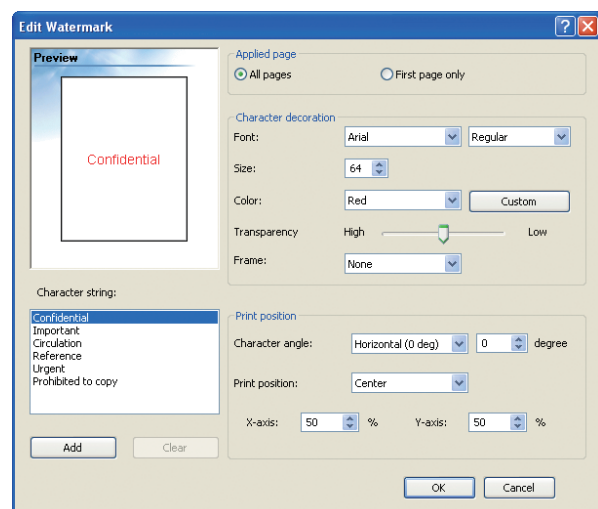 Edit Watermark
Preview
Confidential
Character string:
Confidential
Important
Circulation
Reference
Urgent
Prohibited to copy
Add Clear
Applied page
All pages First page only
Character decoration
Font: Arial Regular
Size: 64
Color: Red Custom
Transparency High Low
Frame: None
Print position
Character angle: Horizontal (0 deg) 0 degree
Print position: Center
X-axis: 50 % Y-axis: 50 %
OK Cancel